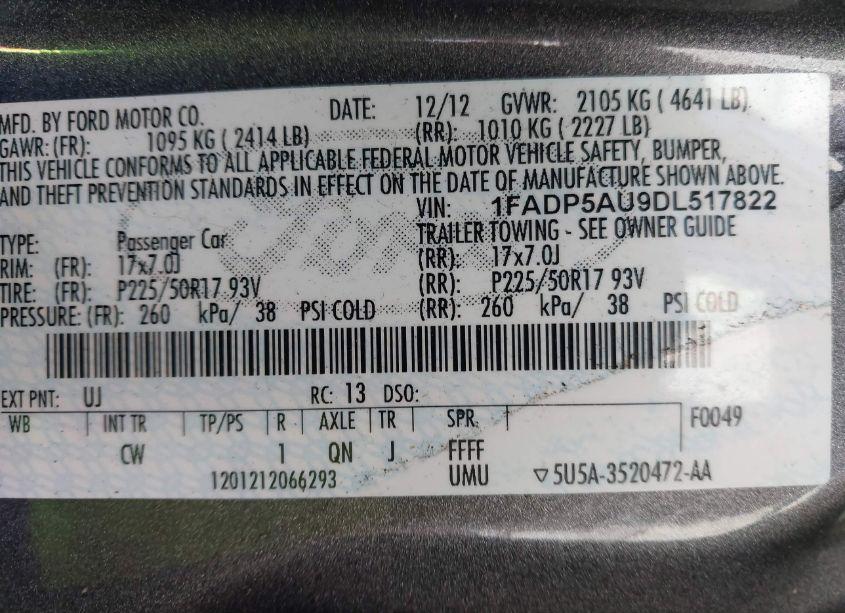 MFD. BY FORD MOTOR CO. DATE: 12/12 GVWR: 2105 KG ( 4641 LB)
GAWR: (FR): 1095 KG ( 2414 LB) (RR): 1010 KG ( 2227 LB)
THIS VEHICLE CONFORMS TO ALL APPLICABLE FEDERAL MOTOR VEHICLE SAFETY, BUMPER,
AND THEFT PREVENTION STANDARDS IN EFFECT ON THE DATE OF MANUFACTURE SHOWN ABOVE.
VIN: 1FADP5AU9DL517822
TYPE: Passenger Car TRAILER TOWING - SEE OWNER GUIDE
RIM: (FR): 17x7.0J (RR): 17x7.0J
TIRE: (FR): P225/50R17 93V (RR): P225/50R17 93V
PRESSURE: (FR): 260 kPa/ 38 PSI COLD (RR): 260 kPa/ 38 PSI COLD
EXT PNT: UJ RC: 13 DSO:
WB INT TR TP/PS R AXLE TR SPR F0049
CW 1 QN J FFFF
1201212066293 UMU ▽5U5A-3520472-AA